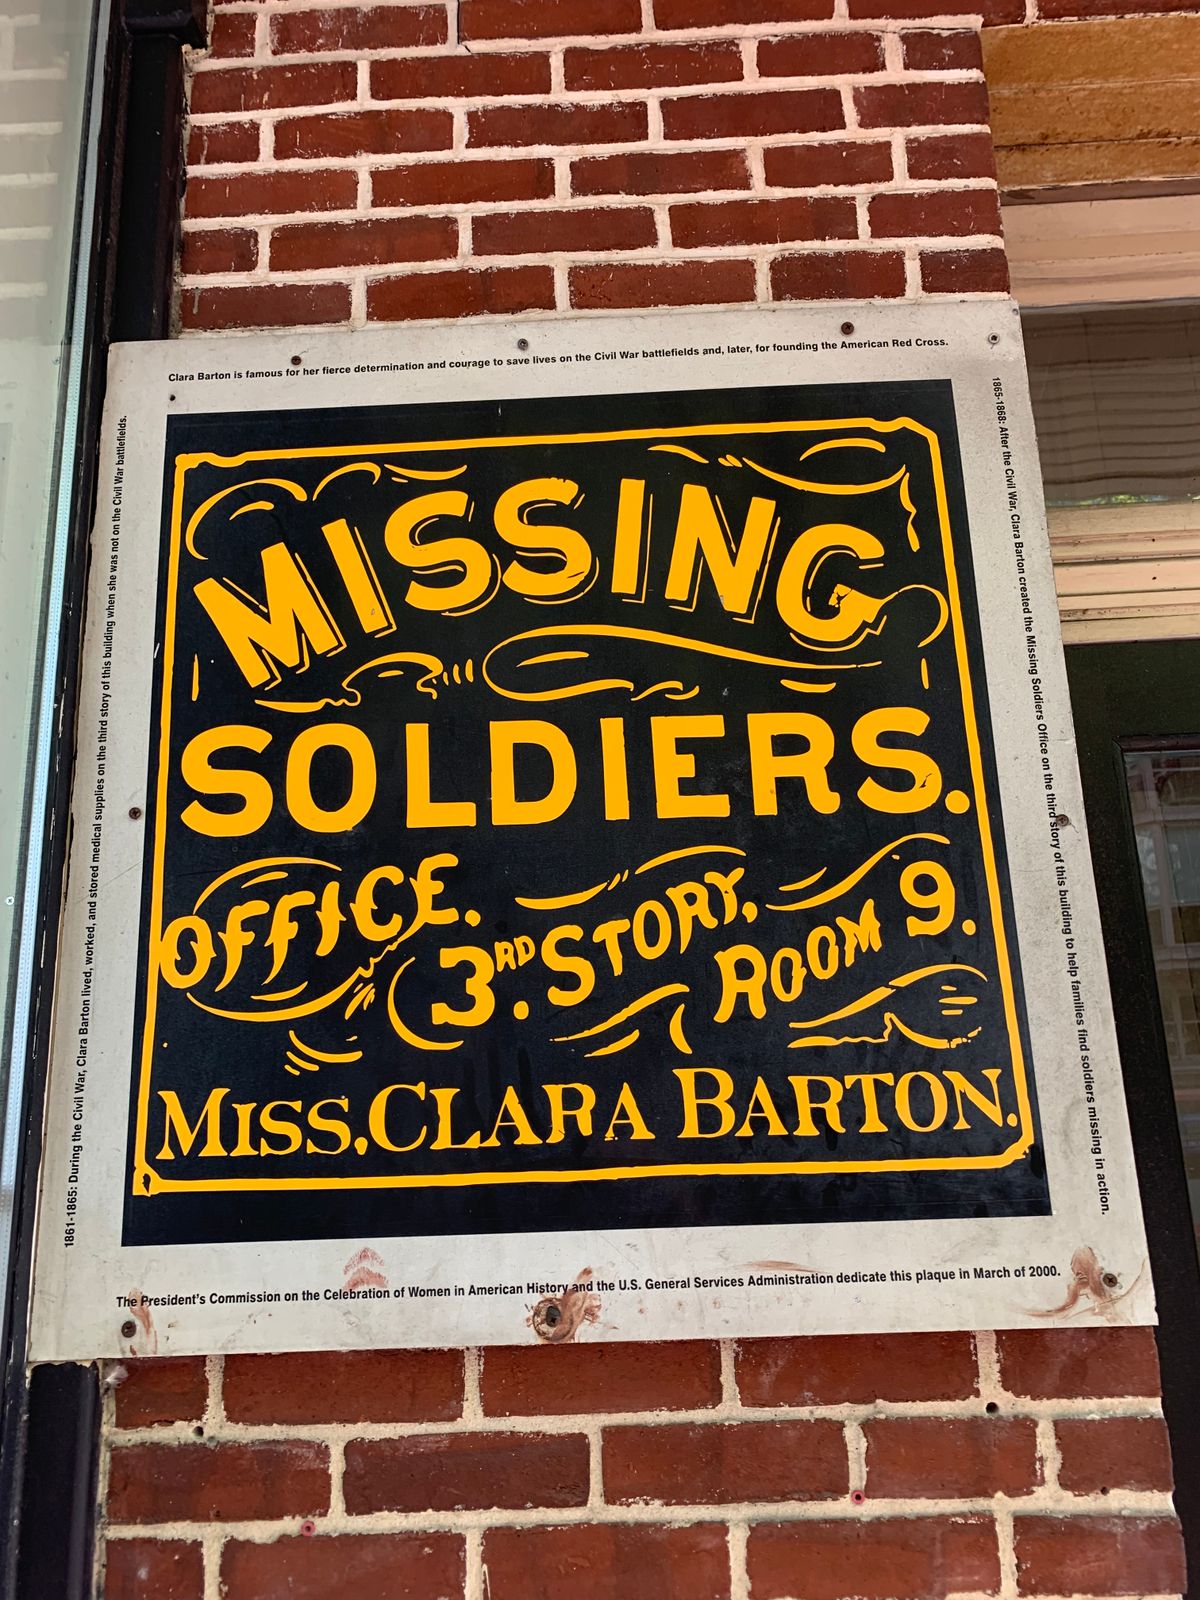 Clara Barton is famous for her fierce determination and courage to save lives on the Civil War battlefields and, later, for founding the American Red Cross.
1861-1865: During the Civil War, Clara Barton lived, worked, and stored medical supplies on the third story of this building when she was not on the Civil War battlefields.
MISSING
SOLDIERS.
OFFICE.
3RD. STORY,
ROOM 9.
MISS. CLARA BARTON.
1865-1868: After the Civil War, Clara Barton created the Missing Soldiers Office on the third story of this building to help families find soldiers missing in action.
The President's Commission on the Celebration of Women in American History and the U.S. General Services Administration dedicate this plaque in March of 2000.